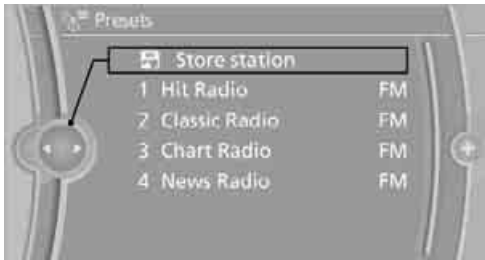 Presets
Store station
1 Hit Radio FM
2 Classic Radio FM
3 Chart Radio FM
4 News Radio FM